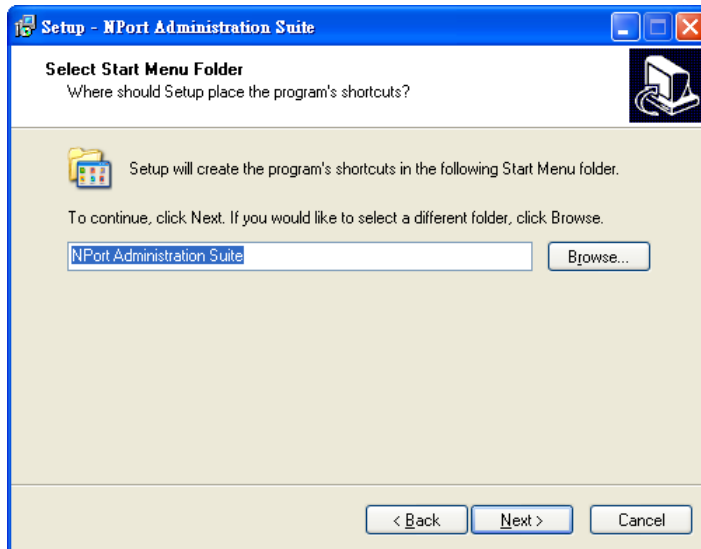 Setup - NPort Administration Suite
Select Start Menu Folder
Where should Setup place the program's shortcuts?
Setup will create the program's shortcuts in the following Start Menu folder.
To continue, click Next. If you would like to select a different folder, click Browse.
NPort Administration Suite
Browse...
< Back
Next >
Cancel